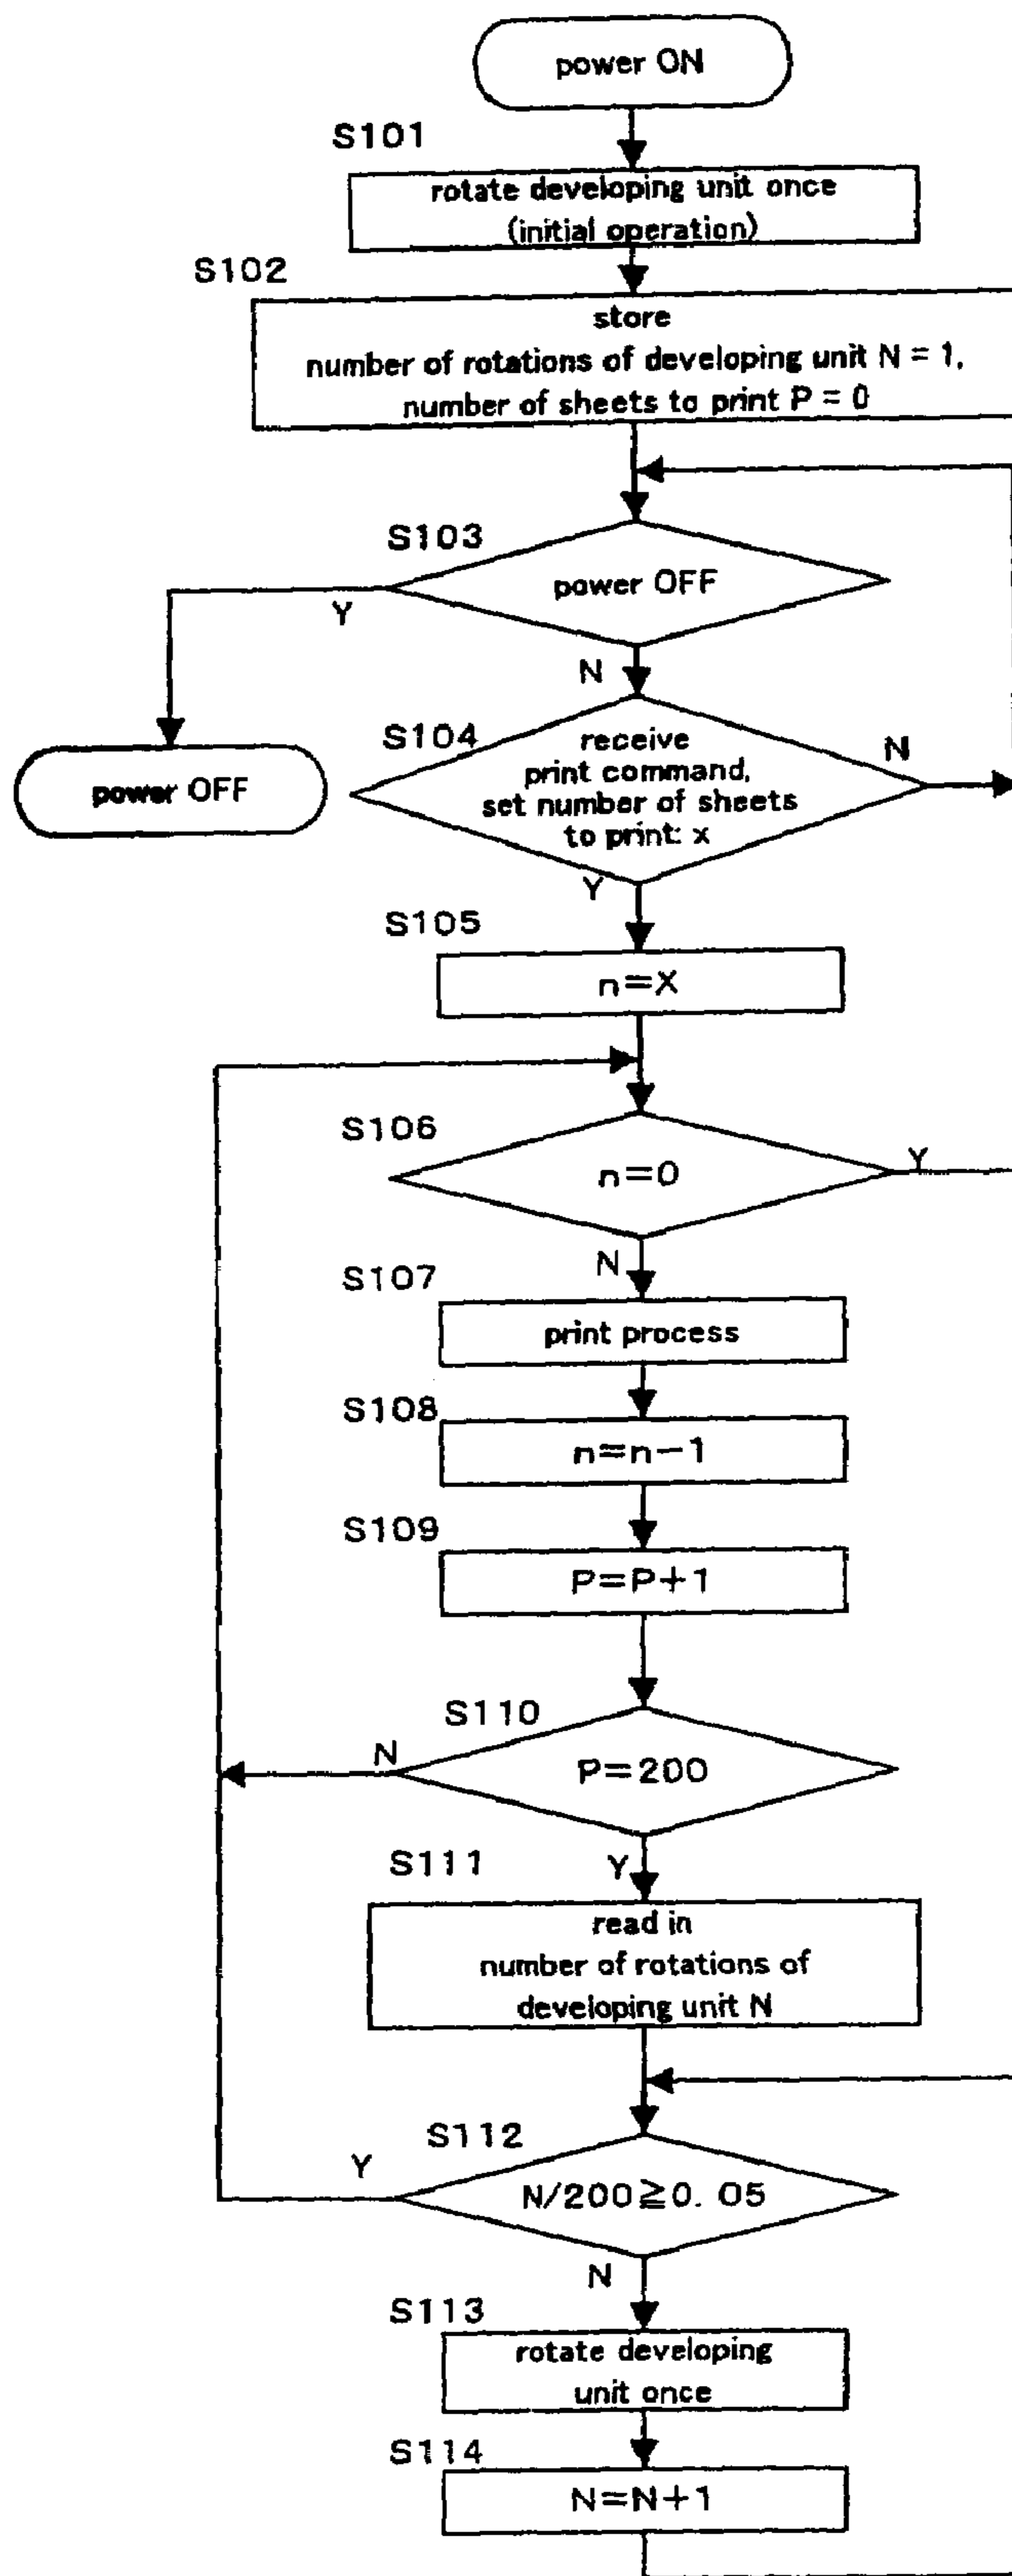 power ON
S101
rotate developing unit once
(initial operation)
S102
store
number of rotations of developing unit N = 1,
number of sheets to print P = 0
S103
power OFF
Y
N
power OFF
S104
receive
print command,
set number of sheets
to print: x
N
Y
S105
n=X
S106
n=0
Y
N
S107
print process
S108
n=n-1
S109
P=P+1
S110
N
P=200
Y
S111
read in
number of rotations of
developing unit N
S112
Y
N/200≧0.05
N
S113
rotate developing
unit once
S114
N=N+1